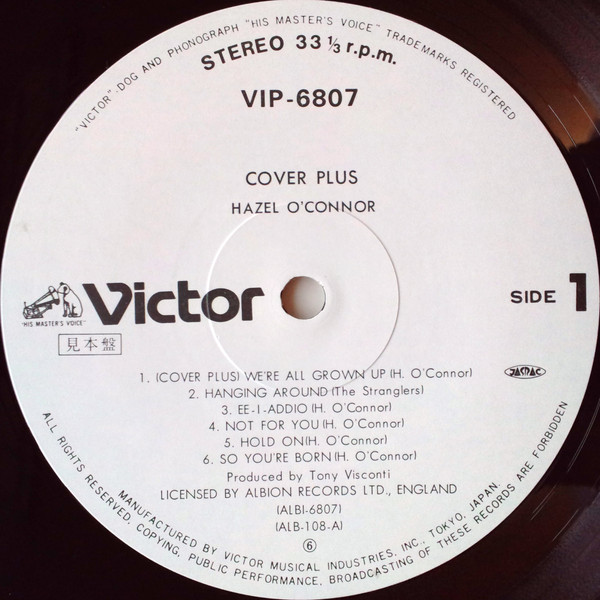 "VICTOR"-DOG AND PHONOGRAPH "HIS MASTER'S VOICE" TRADEMARKS REGISTERED
STEREO 33 1/3 r.p.m.
VIP-6807
COVER PLUS
HAZEL O'CONNOR
"HIS MASTER'S VOICE"
Victor
SIDE 1
見本盤
JASRAC
1. (COVER PLUS) WE'RE ALL GROWN UP (H. O'Connor)
2. HANGING AROUND (The Stranglers)
3. EE-I-ADDIO (H. O'Connor)
4. NOT FOR YOU (H. O'Connor)
5. HOLD ON (H. O'Connor)
6. SO YOU'RE BORN (H. O'Connor)
Produced by Tony Visconti
LICENSED BY ALBION RECORDS LTD., ENGLAND
(ALBI-6807)
(ALB-108-A)
⑥
MANUFACTURED BY VICTOR MUSICAL INDUSTRIES, INC., TOKYO, JAPAN.
ALL RIGHTS RESERVED, COPYING, PUBLIC PERFORMANCE, BROADCASTING OF THESE RECORDS ARE FORBIDDEN